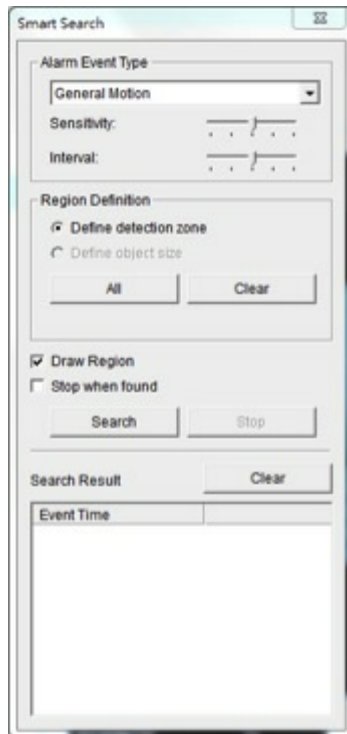 Smart Search
Alarm Event Type
General Motion
Sensitivity:
Interval:
Region Definition
Define detection zone
Define object size
All Clear
Draw Region
Stop when found
Search Stop
Search Result Clear
Event Time